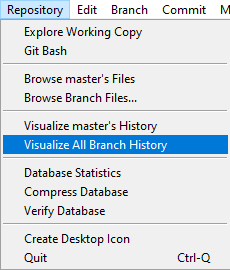 Repository Edit Branch Commit M
Explore Working Copy
Git Bash
Browse master's Files
Browse Branch Files...
Visualize master's History
Visualize All Branch History
Database Statistics
Compress Database
Verify Database
Create Desktop Icon
Quit Ctrl-Q